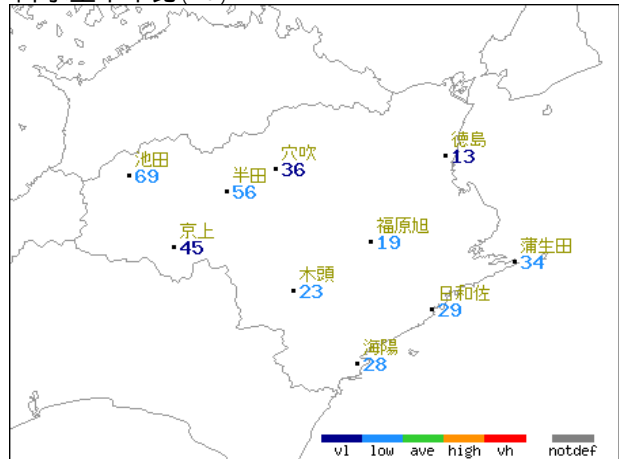 徳島
13
池田
69
穴吹
36
半田
56
京上
45
福原旭
19
蒲生田
34
木頭
23
日和佐
29
海陽
28
vl low ave high vh notdef